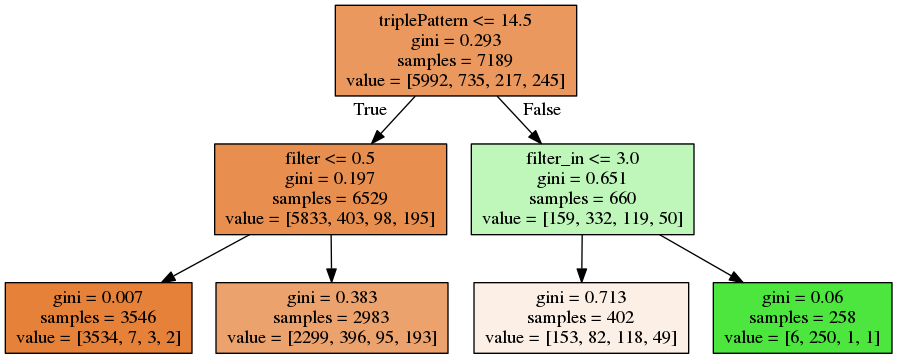 triplePattern <= 14.5
gini = 0.293
samples = 7189
value = [5992, 735, 217, 245]
True
False
filter <= 0.5
gini = 0.197
samples = 6529
value = [5833, 403, 98, 195]
filter_in <= 3.0
gini = 0.651
samples = 660
value = [159, 332, 119, 50]
gini = 0.007
samples = 3546
value = [3534, 7, 3, 2]
gini = 0.383
samples = 2983
value = [2299, 396, 95, 193]
gini = 0.713
samples = 402
value = [153, 82, 118, 49]
gini = 0.06
samples = 258
value = [6, 250, 1, 1]